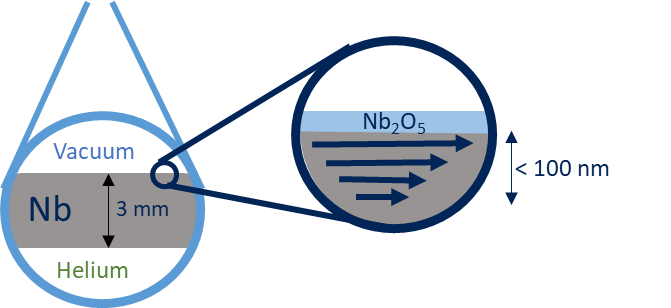 Vacuum
Nb
3 mm
Helium
Nb₂O₅
< 100 nm